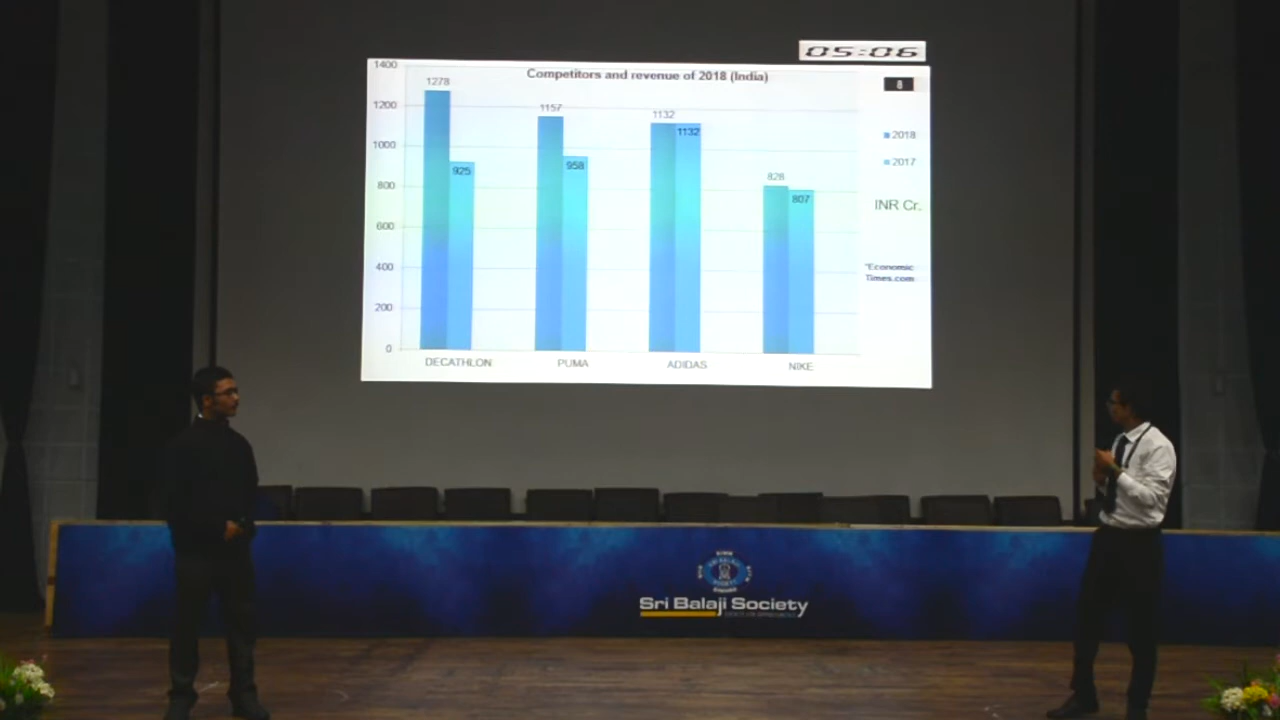 05:06
Competitors and revenue of 2018 (India)
8
1400
1200
1000
800
600
400
200
0
1278
925
1157
958
1132
1132
828
807
2018
2017
INR Cr.
"Economic
Times.com
DECATHLON
PUMA
ADIDAS
NIKE
Sri Balaji Society